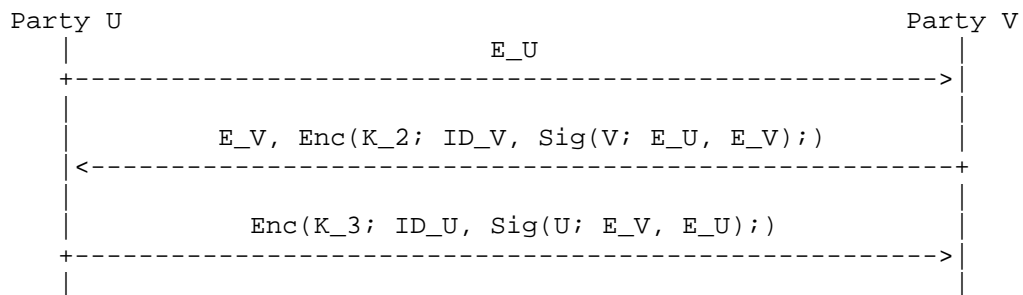 Party U Party V
E_U
E_V, Enc(K_2; ID_V, Sig(V; E_U, E_V);)
Enc(K_3; ID_U, Sig(U; E_V, E_U);)